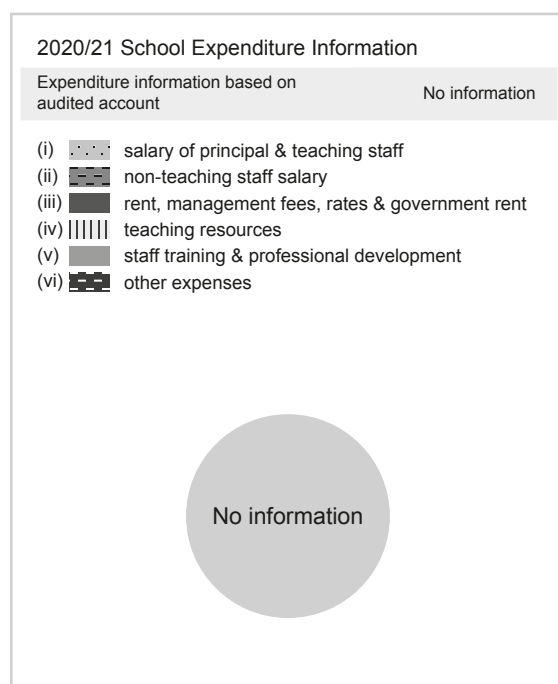 2020/21 School Expenditure Information
Expenditure information based on
audited account
No information
(i) salary of principal & teaching staff
(ii) non-teaching staff salary
(iii) rent, management fees, rates & government rent
(iv) teaching resources
(v) staff training & professional development
(vi) other expenses
No information